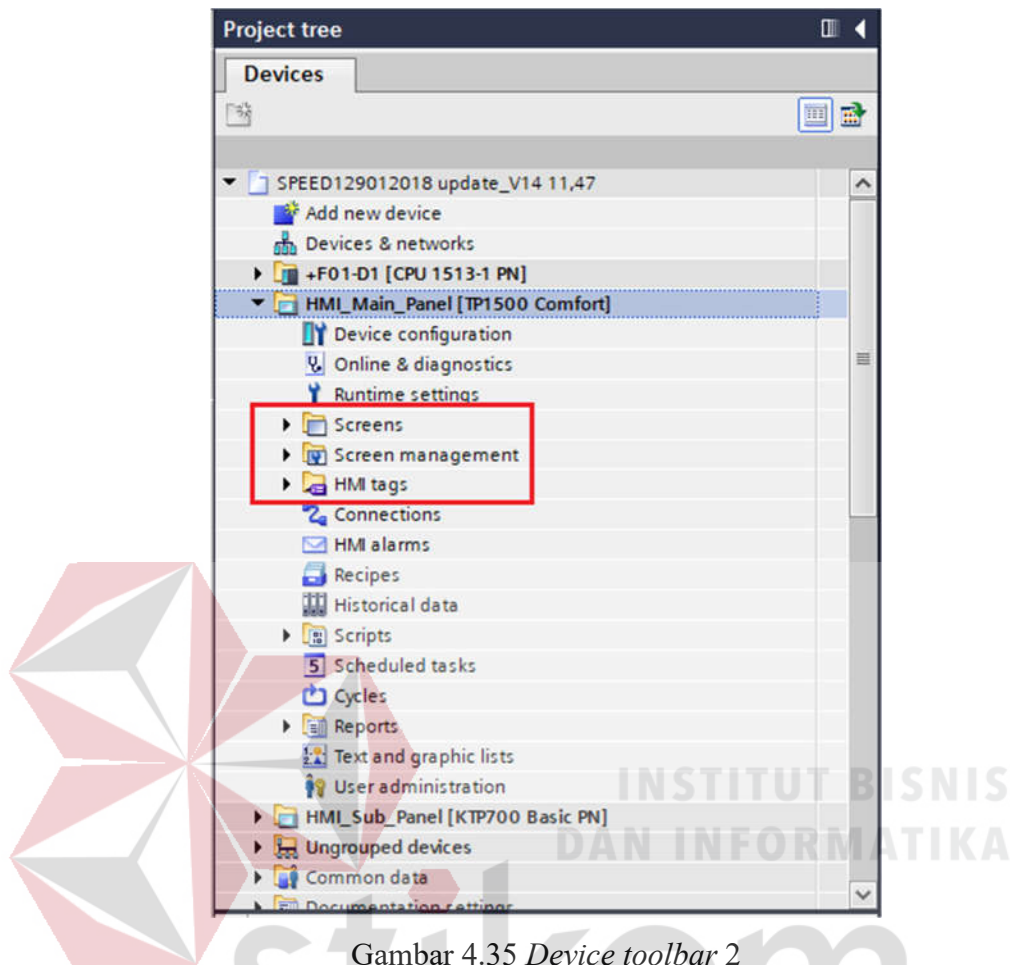 Project tree
Devices
SPEED129012018 update_V14 11,47
Add new device
Devices & networks
+F01-D1 [CPU 1513-1 PN]
HMI_Main_Panel [TP1500 Comfort]
Device configuration
Online & diagnostics
Runtime settings
Screens
Screen management
HMI tags
Connections
HMI alarms
Recipes
Historical data
Scripts
Scheduled tasks
Cycles
Reports
Text and graphic lists
User administration
HMI_Sub_Panel [KTP700 Basic PN]
Ungrouped devices
Common data
Documentation settings
INSTITUT BISNIS
DAN INFORMATIKA
stikom
Gambar 4.35 Device toolbar 2